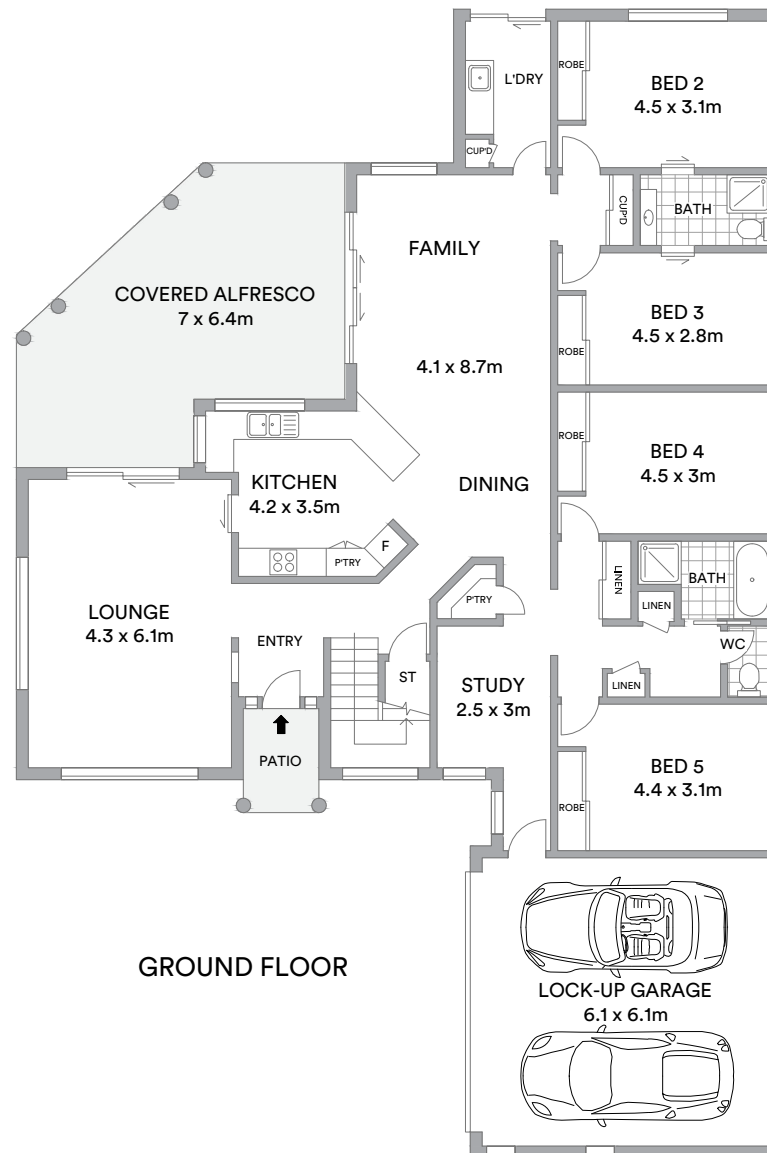 ROBE
L'DRY
BED 2
4.5 x 3.1m
CUP'D
CUP'D
BATH
FAMILY
COVERED ALFRESCO
7 x 6.4m
BED 3
4.5 x 2.8m
ROBE
4.1 x 8.7m
ROBE
BED 4
4.5 x 3m
KITCHEN
4.2 x 3.5m
DINING
F
P'TRY
LINEN
BATH
P'TRY
LINEN
LOUNGE
4.3 x 6.1m
ENTRY
WC
ST
STUDY
2.5 x 3m
LINEN
PATIO
BED 5
4.4 x 3.1m
ROBE
GROUND FLOOR
LOCK-UP GARAGE
6.1 x 6.1m